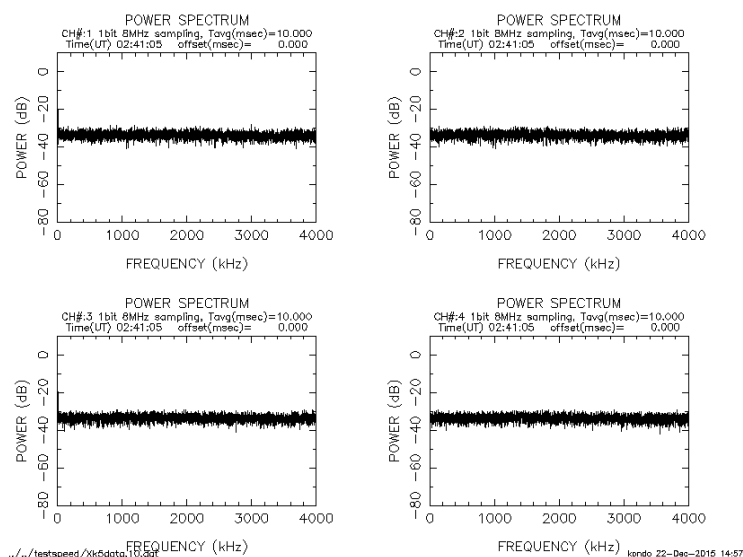 POWER SPECTRUM
CH#:1 1bit 8MHz sampling, Tavg(msec)=10.000
Time(UT) 02:41:05 offset(msec)= 0.000
POWER (dB)
0
-20
-40
-60
-80
0 1000 2000 3000 4000
FREQUENCY (kHz)
POWER SPECTRUM
CH#:2 1bit 8MHz sampling, Tavg(msec)=10.000
Time(UT) 02:41:05 offset(msec)= 0.000
POWER (dB)
0
-20
-40
-60
-80
0 1000 2000 3000 4000
FREQUENCY (kHz)
POWER SPECTRUM
CH#:3 1bit 8MHz sampling, Tavg(msec)=10.000
Time(UT) 02:41:05 offset(msec)= 0.000
POWER (dB)
0
-20
-40
-60
-80
0 1000 2000 3000 4000
FREQUENCY (kHz)
POWER SPECTRUM
CH#:4 1bit 8MHz sampling, Tavg(msec)=10.000
Time(UT) 02:41:05 offset(msec)= 0.000
POWER (dB)
0
-20
-40
-60
-80
0 1000 2000 3000 4000
FREQUENCY (kHz)
../../testspeed/Xk5data.10.dat
kondo 22-Dec-2015 14:57